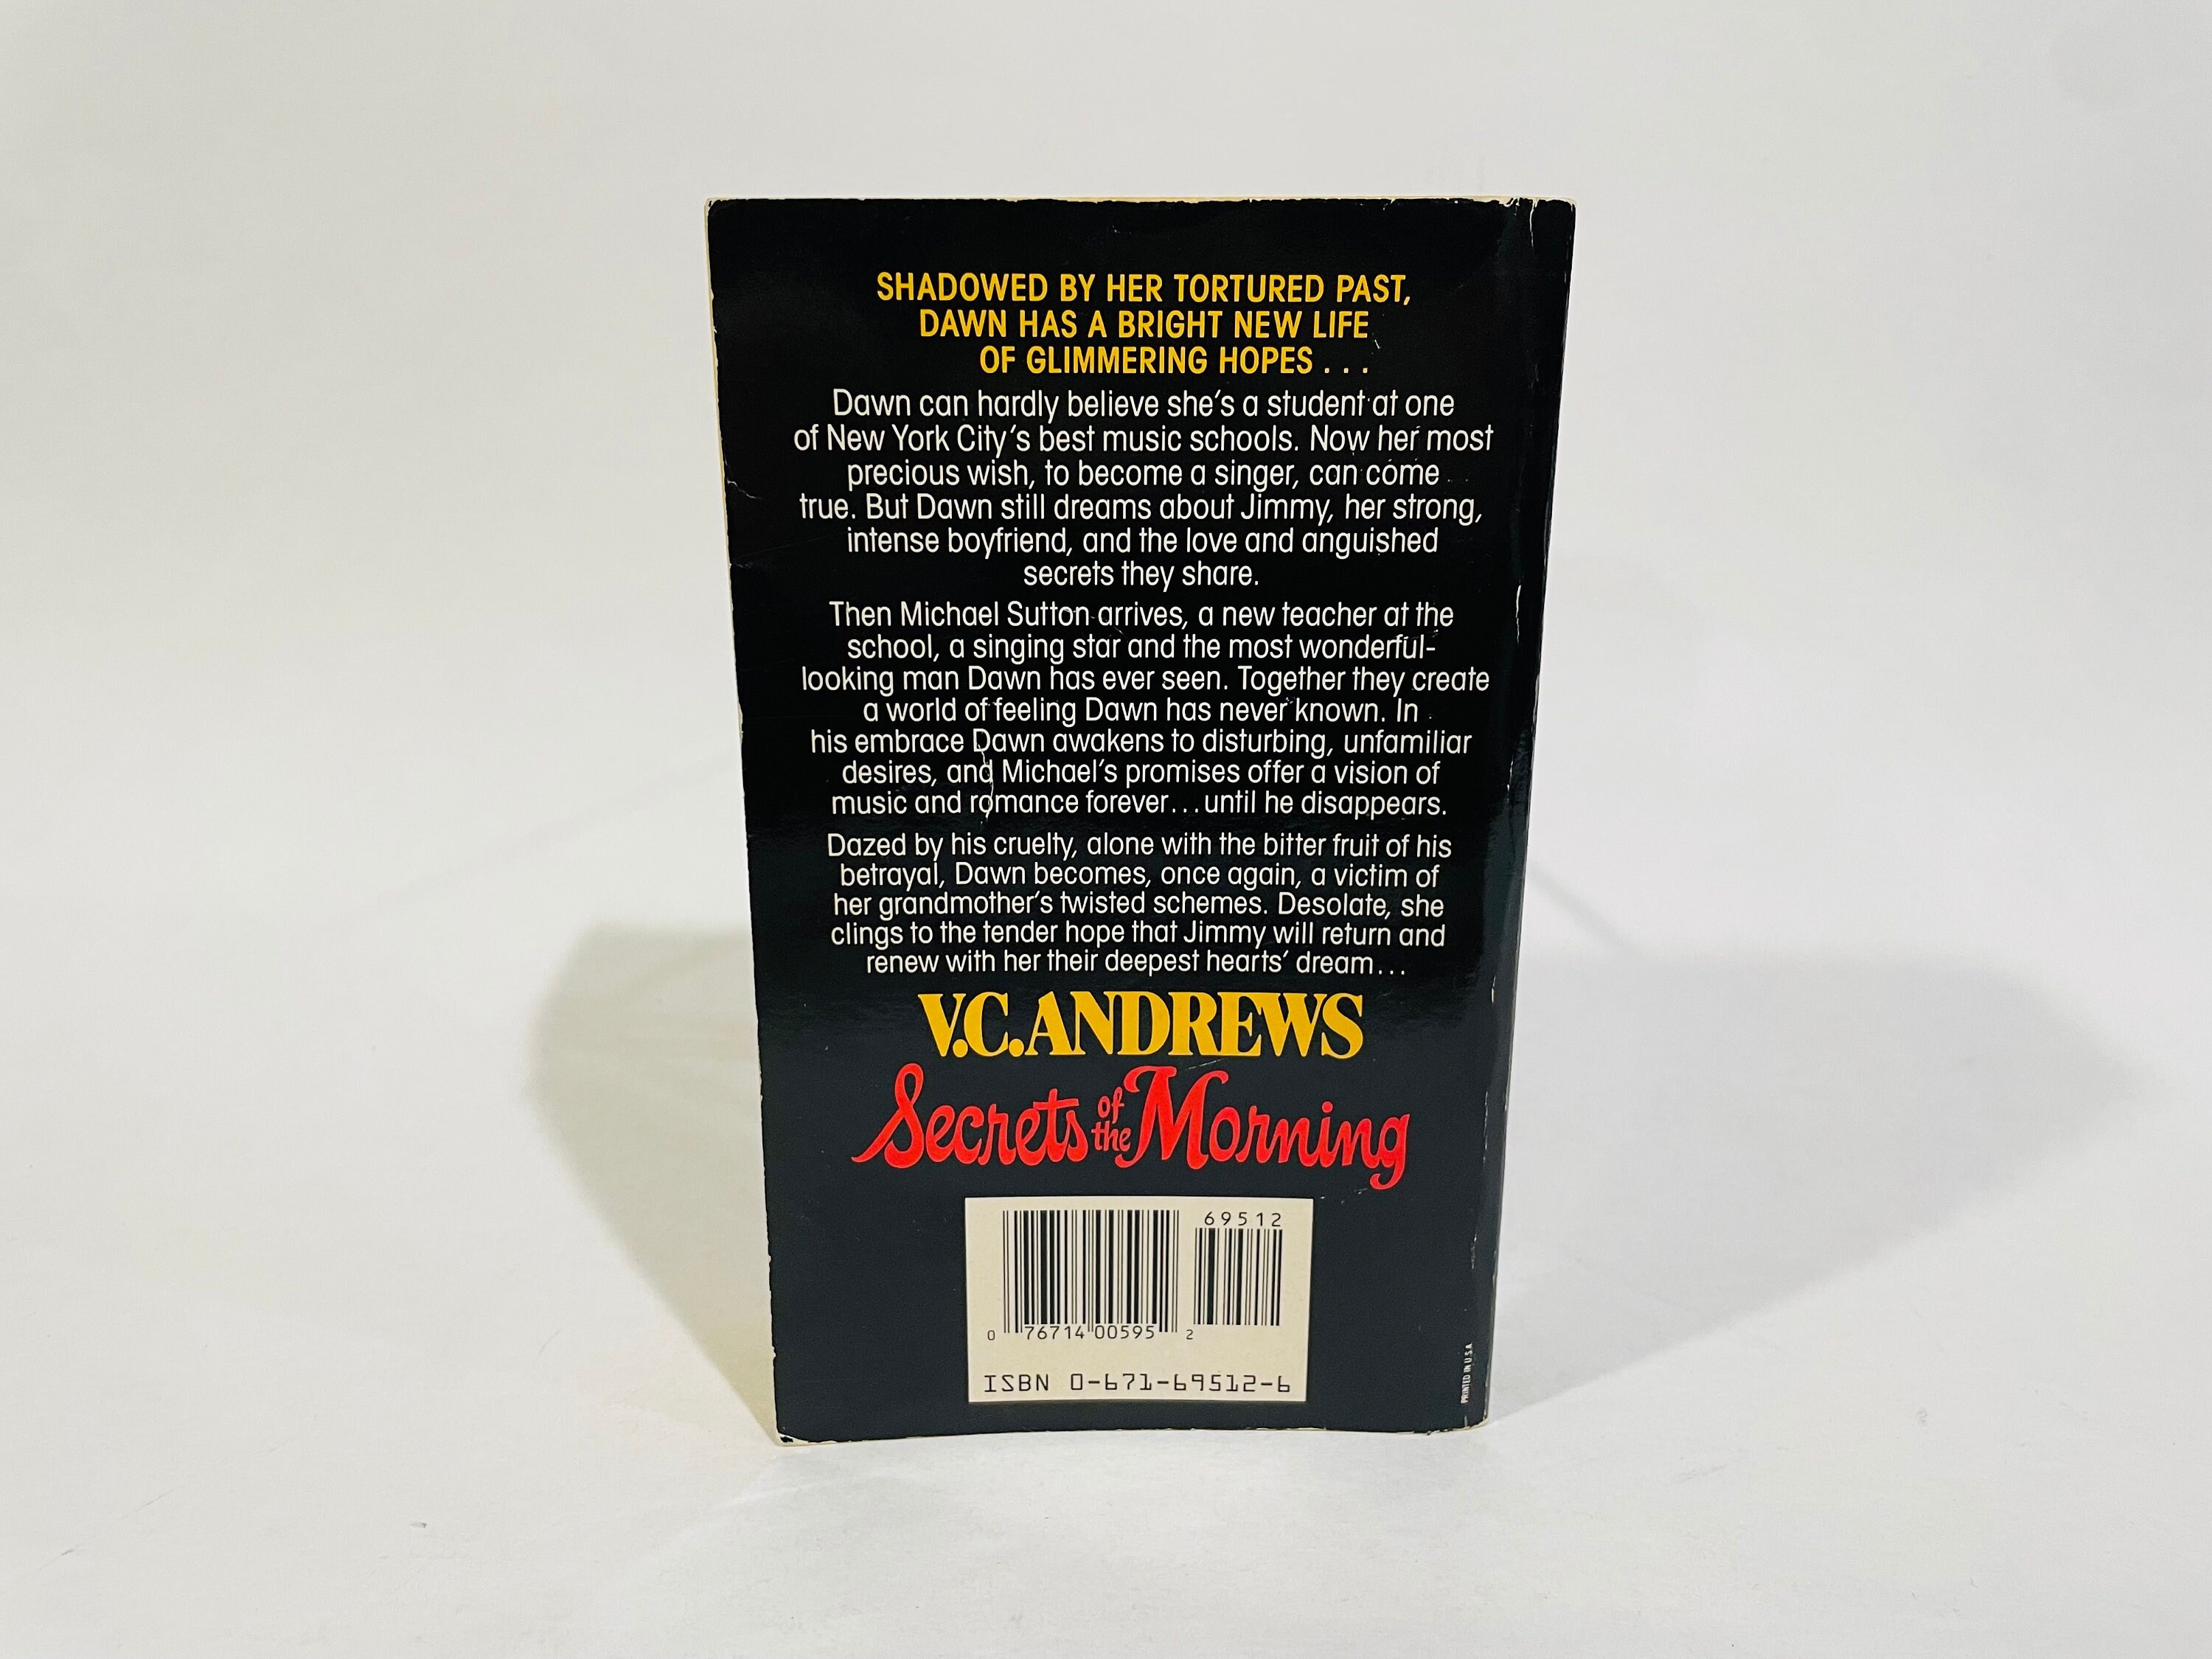 SHADOWED BY HER TORTURED PAST,
DAWN HAS A BRIGHT NEW LIFE
OF GLIMMERING HOPES . . .
Dawn can hardly believe she's a student at one
of New York City's best music schools. Now her most
precious wish, to become a singer, can come
true. But Dawn still dreams about Jimmy, her strong,
intense boyfriend, and the love and anguished
secrets they share.
Then Michael Sutton arrives, a new teacher at the
school, a singing star and the most wonderful-
looking man Dawn has ever seen. Together they create
a world of feeling Dawn has never known. In
his embrace Dawn awakens to disturbing, unfamiliar
desires, and Michael's promises offer a vision of
music and romance forever...until he disappears.
Dazed by his cruelty, alone with the bitter fruit of his
betrayal, Dawn becomes, once again, a victim of
her grandmother's twisted schemes. Desolate, she
clings to the tender hope that Jimmy will return and
renew with her their deepest hearts' dream...
V.C. ANDREWS
Secrets of the Morning
69512
0 76714 00595 2
ISBN 0-671-69512-6
PRINTED IN U.S.A.